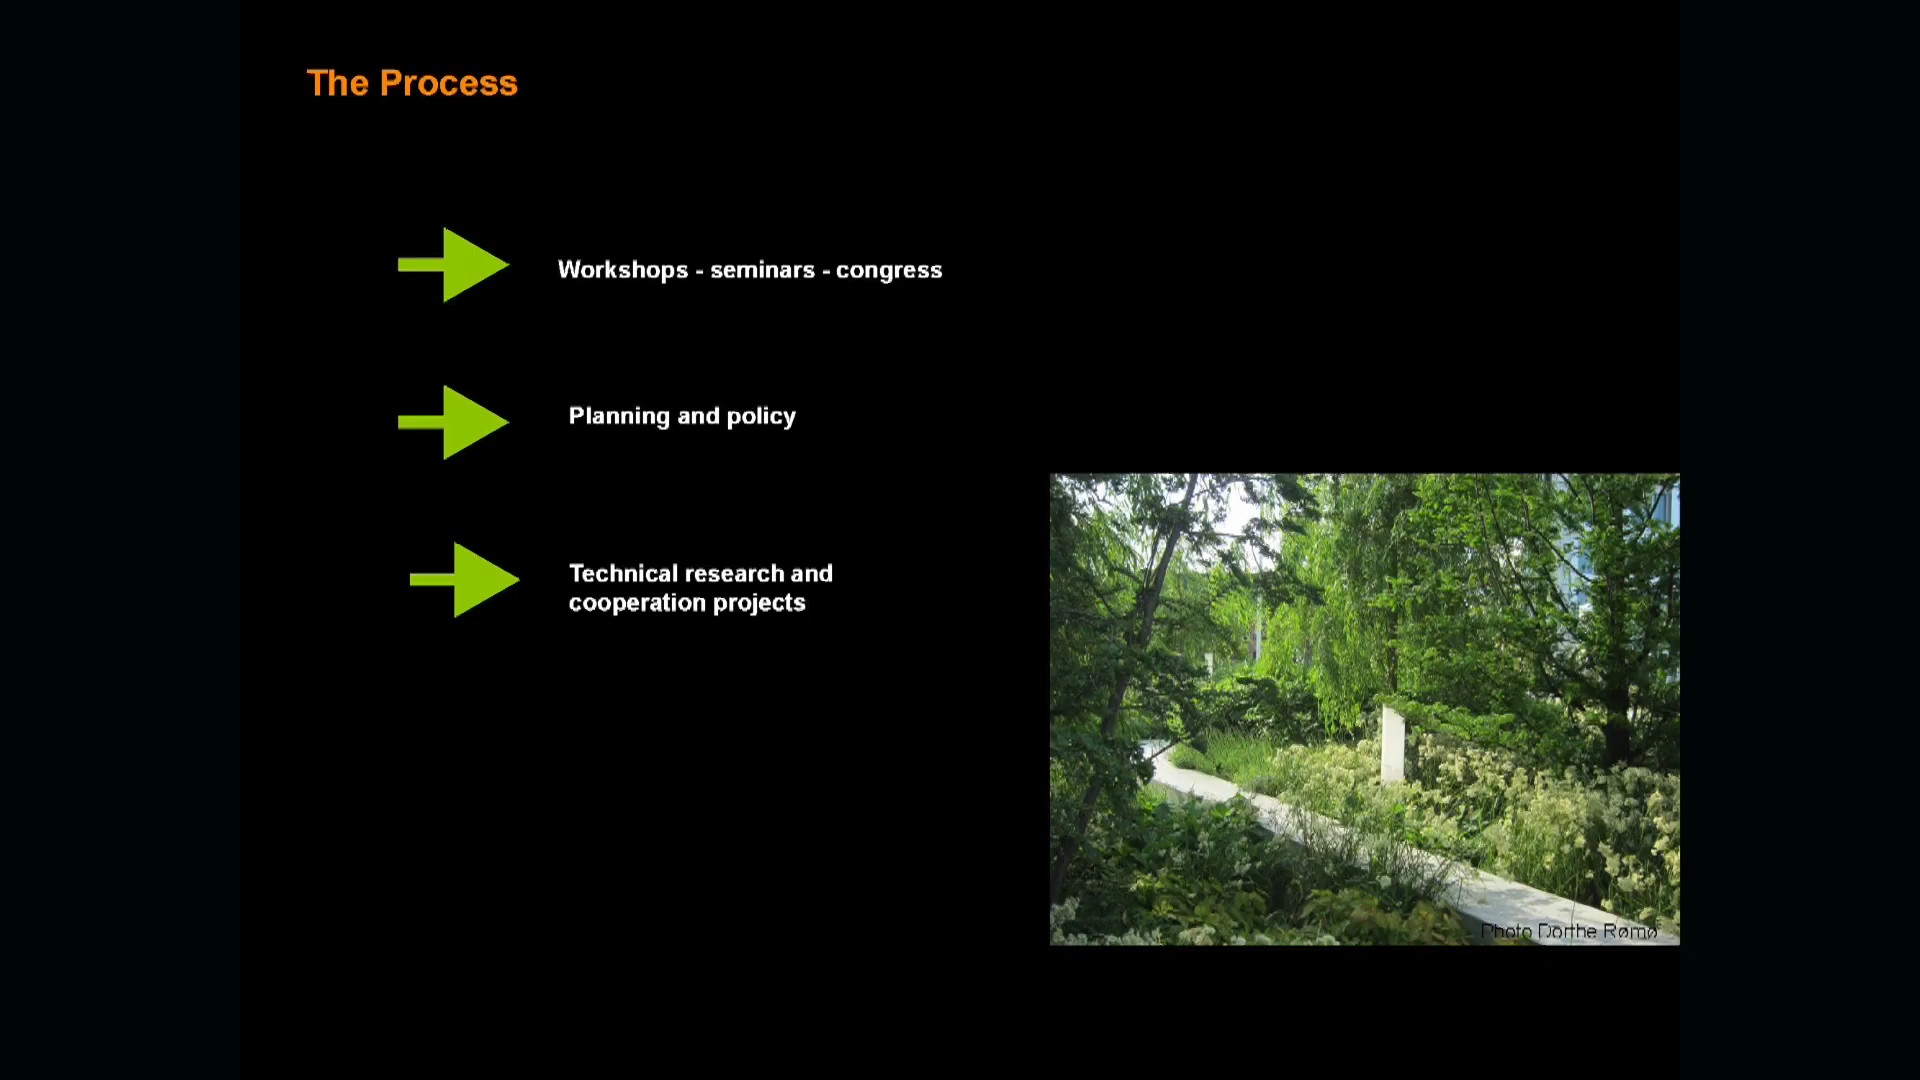 The Process
Workshops - seminars - congress
Planning and policy
Technical research and
cooperation projects
Photo Dorthe Rømø